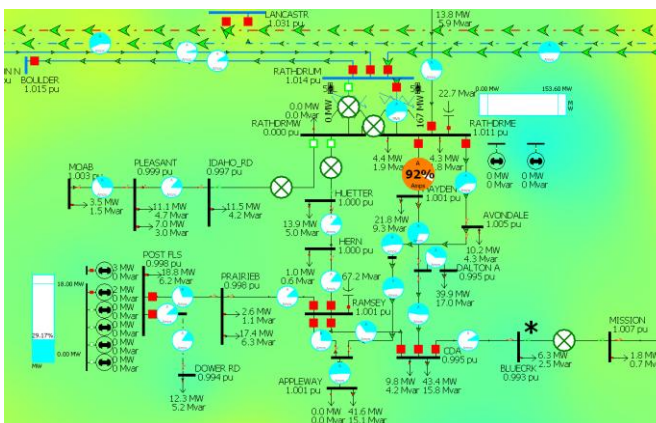 LANCASTR
1.031 pu
13.8 MW
5.9 Mvar
BOULDER
1.015 pu
RATHDRUM
1.014 pu
0.0 MW
0.0 Mvar
0 MW
167 MW
22.7 Mvar
0.00 MW
153.60 MW
RATHDRMW
0.000 pu
RATHDRME
1.011 pu
4.4 MW
1.9 Mvar
4.3 MW
1.8 Mvar
A
92%
Amps
0 MW
0 Mvar
0 MW
0 Mvar
MOAB
1.003 pu
PLEASANT
0.999 pu
IDAHO_RD
0.997 pu
HUETTER
1.000 pu
HAYDEN
1.001 pu
AVONDALE
1.005 pu
3.5 MW
1.5 Mvar
11.1 MW
4.7 Mvar
7.0 MW
3.0 Mvar
11.5 MW
4.2 Mvar
13.9 MW
5.0 Mvar
21.8 MW
9.3 Mvar
HERN
1.000 pu
10.2 MW
4.3 Mvar
POST FLS
0.998 pu
18.8 MW
6.2 Mvar
PRAIRIEB
0.998 pu
1.0 MW
0.6 Mvar
67.2 Mvar
DALTON A
0.995 pu
39.9 MW
17.0 Mvar
3 MW
0 Mvar
2 MW
0 Mvar
0 MW
0 Mvar
0 MW
0 Mvar
0 MW
0 Mvar
0 MW
0 Mvar
18.00 MW
29.17%
0.00 MW
MW
2.6 MW
1.1 Mvar
17.4 MW
6.3 Mvar
RAMSEY
1.001 pu
DOWER RD
0.994 pu
12.3 MW
5.2 Mvar
APPLEWAY
1.001 pu
0.0 MW
0.0 Mvar
41.6 MW
15.1 Mvar
CDA
0.995 pu
9.8 MW
4.2 Mvar
43.4 MW
15.8 Mvar
BLUECRK
0.993 pu
*
6.3 MW
2.5 Mvar
MISSION
1.007 pu
1.8 MW
0.7 Mvar